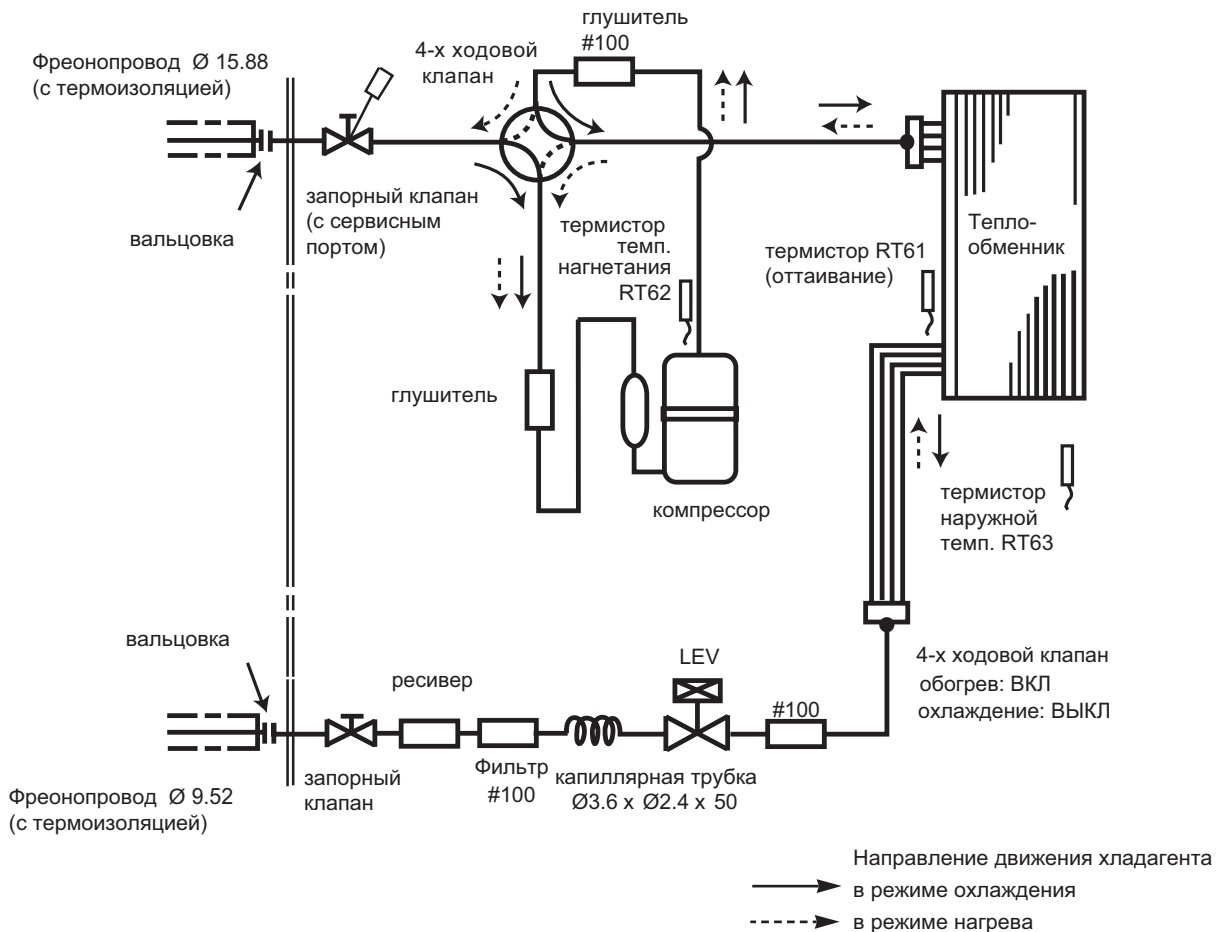 глушитель
#100
4-х ходовой
клапан
Фреонопровод Ø 15.88
(с термоизоляцией)
вальцовка
запорный клапан
(с сервисным
портом)
термистор
темп.
нагнетания
RT62
термистор RT61
(оттаивание)
Тепло-
обменник
глушитель
компрессор
термистор
наружной
темп. RT63
вальцовка
ресивер
LEV
#100
4-х ходовой клапан
обогрев: ВКЛ
охлаждение: ВЫКЛ
запорный
клапан
Фильтр
#100
капиллярная трубка
Ø3.6 x Ø2.4 x 50
Фреонопровод Ø 9.52
(с термоизоляцией)
Направление движения хладагента
в режиме охлаждения
в режиме нагрева